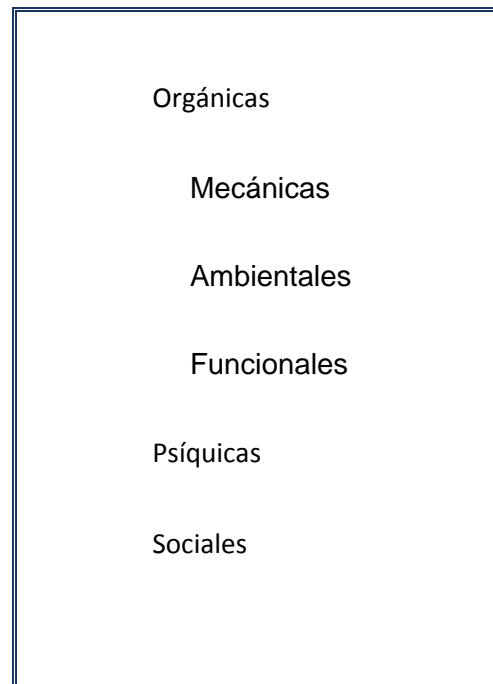 Orgánicas
Mecánicas
Ambientales
Funcionales
Psíquicas
Sociales